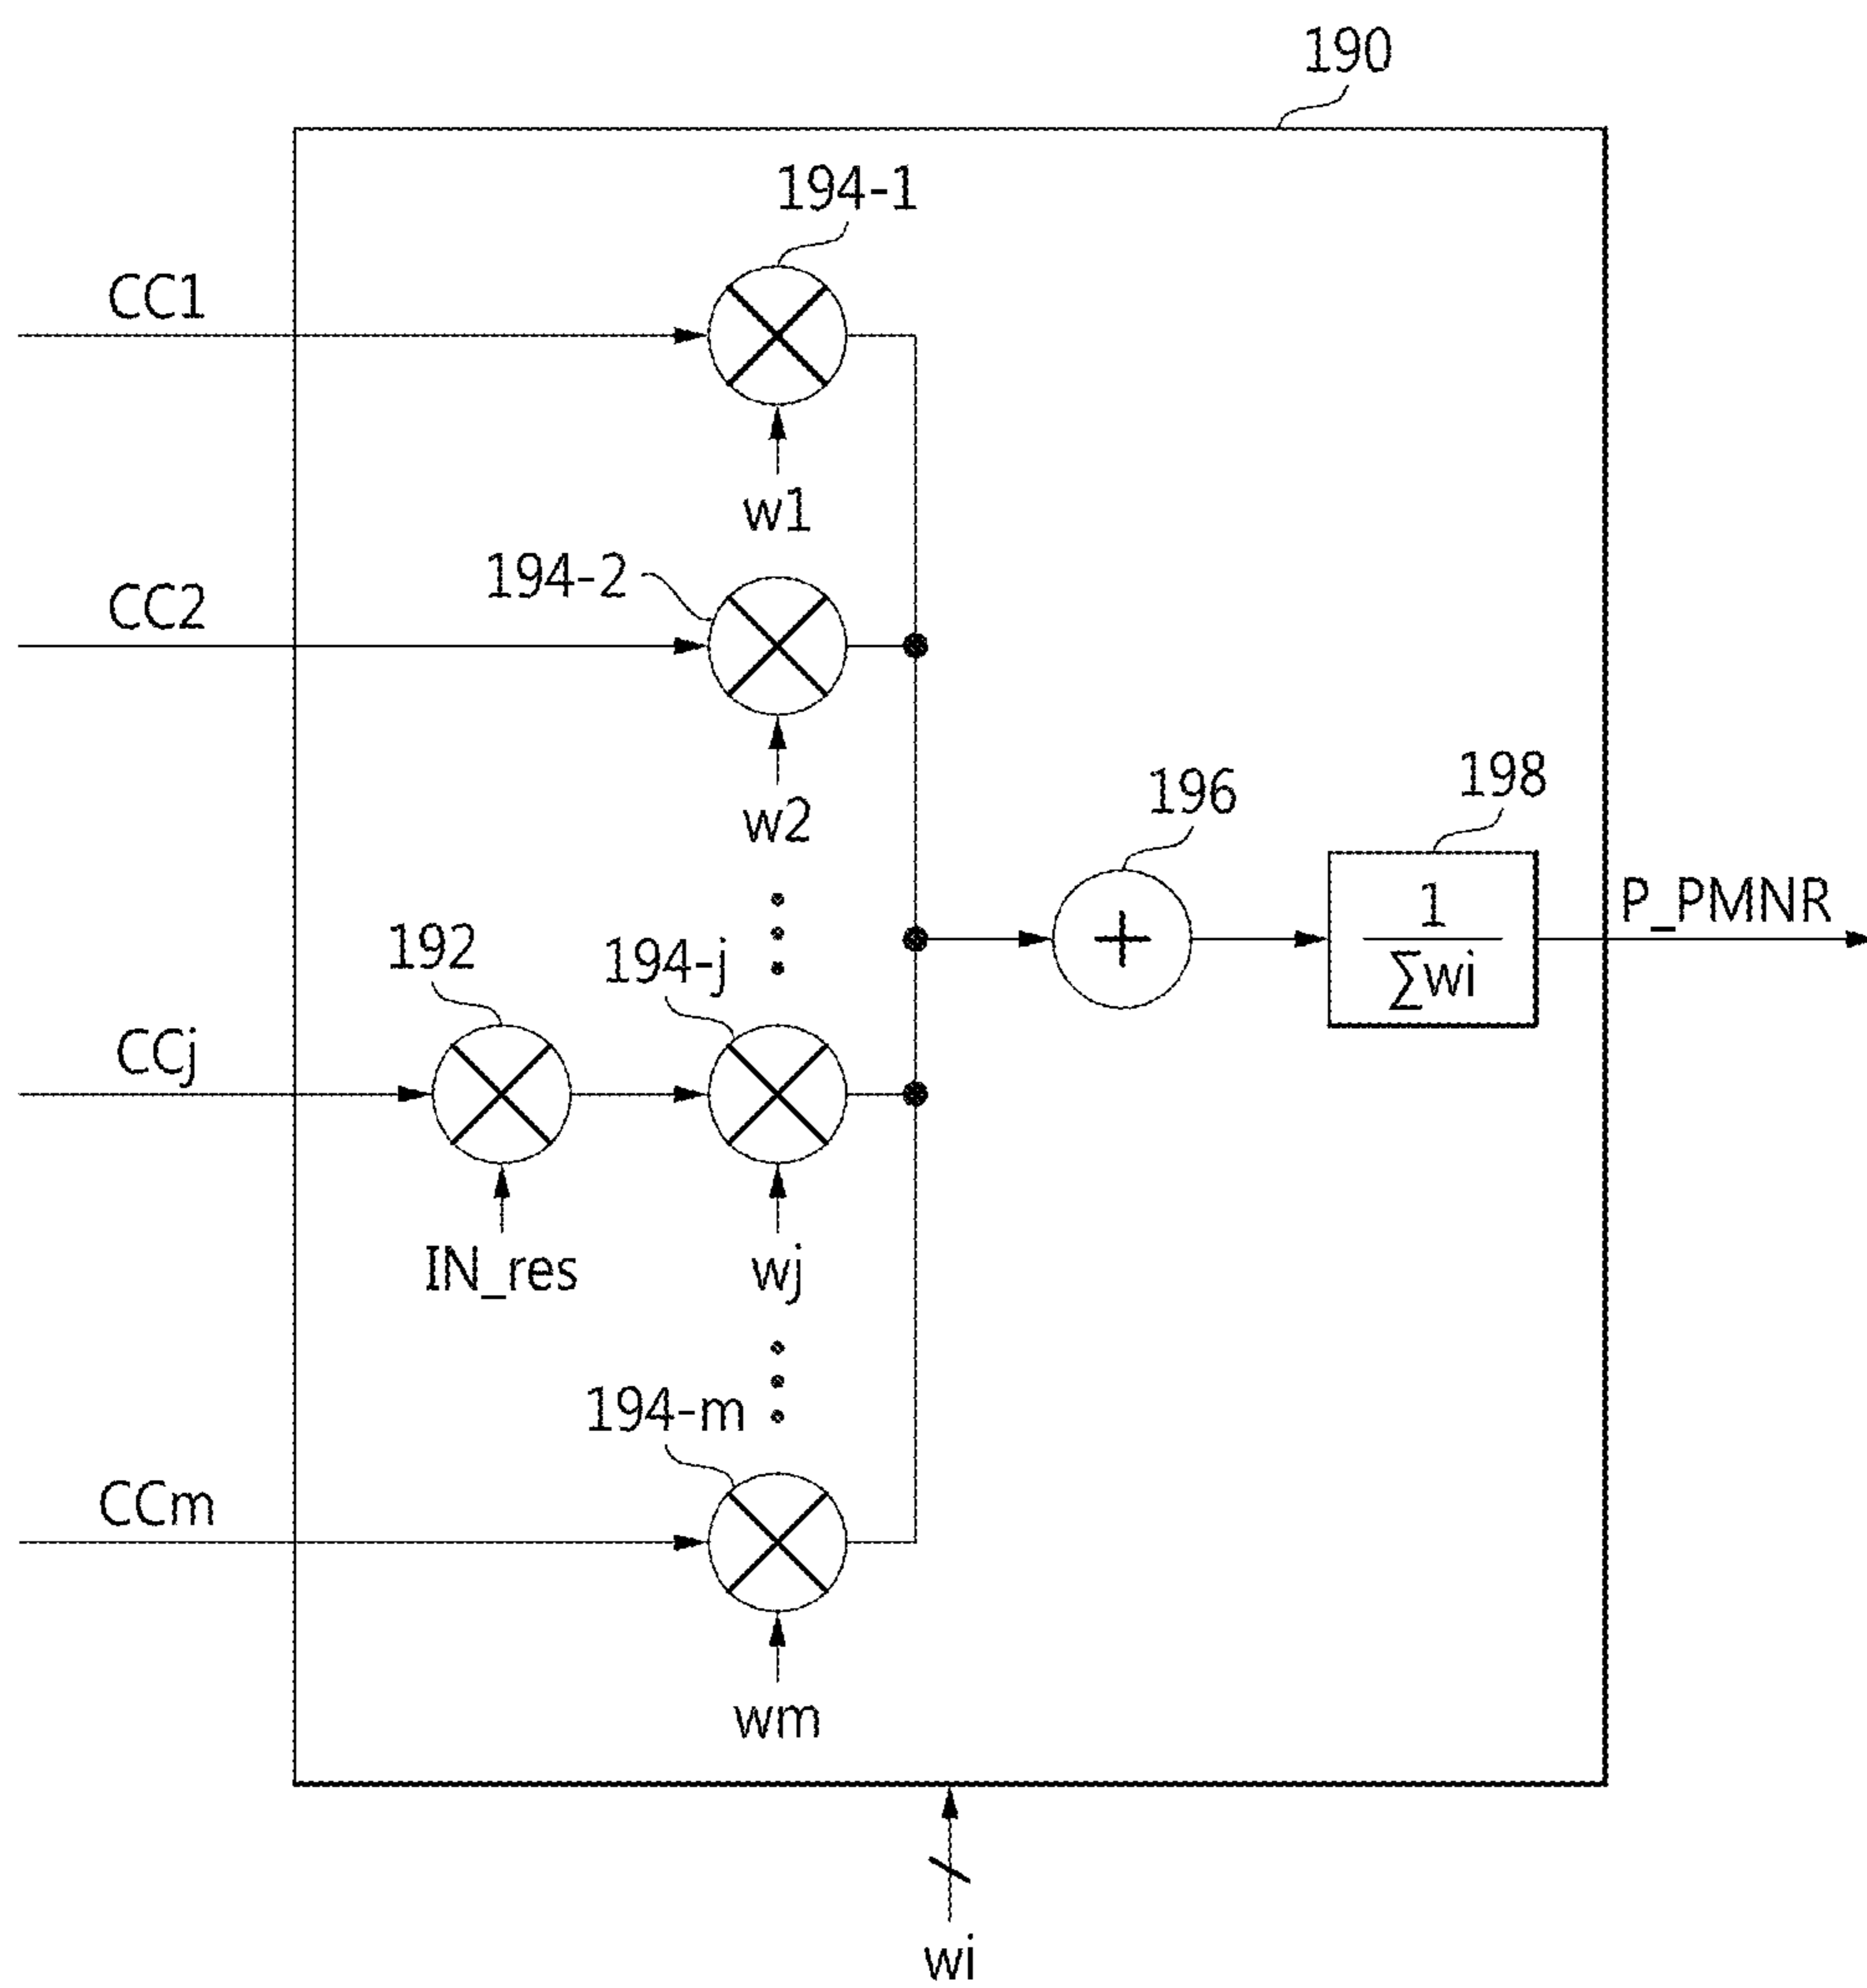 190
194-1
CC1
w1
194-2
CC2
w2
196
198
1
∑wi
P_PMNR
192
194-j
CCj
IN_res
wj
194-m
CCm
wm
wi